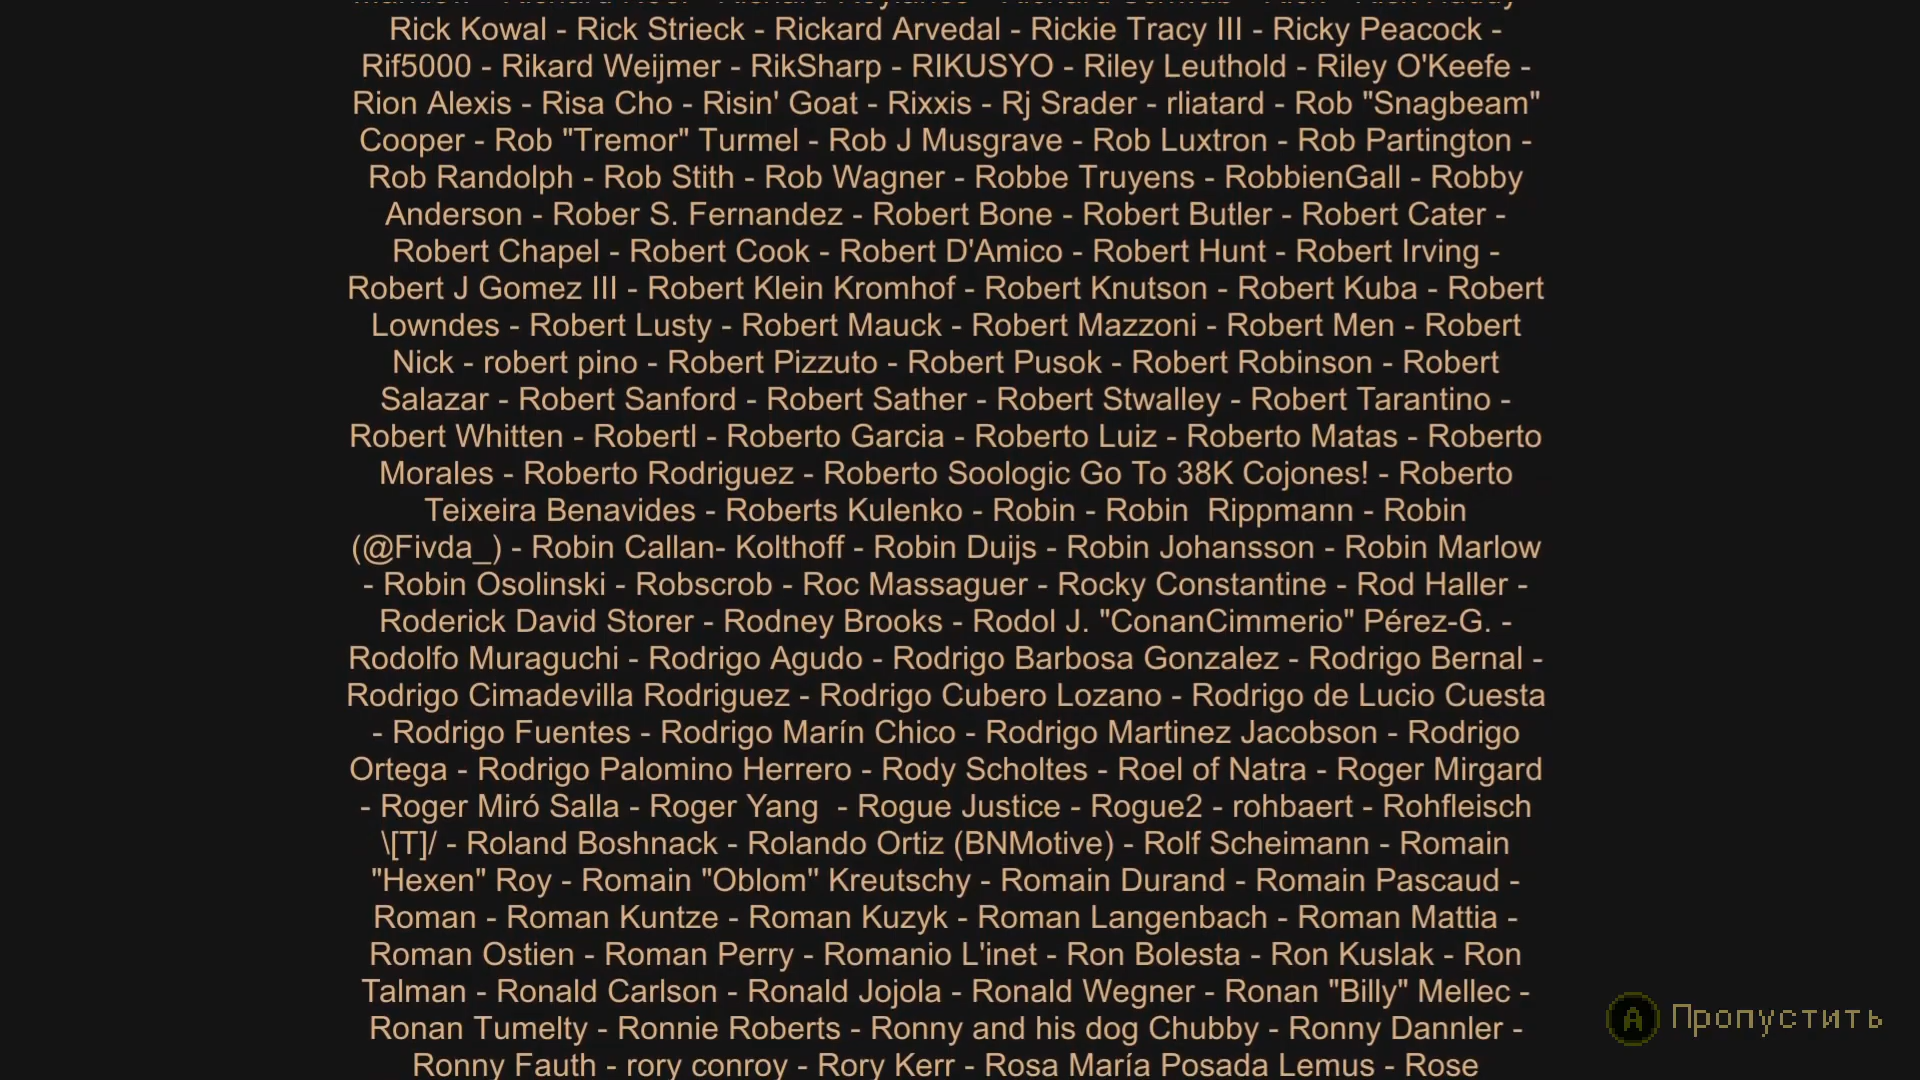 Rick Kowal - Rick Strieck - Rickard Arvedal - Rickie Tracy III - Ricky Peacock -
Rif5000 - Rikard Weijmer - RikSharp - RIKUSYO - Riley Leuthold - Riley O'Keefe -
Rion Alexis - Risa Cho - Risin' Goat - Rixxis - Rj Srader - rliatard - Rob "Snagbeam"
Cooper - Rob "Tremor" Turmel - Rob J Musgrave - Rob Luxtron - Rob Partington -
Rob Randolph - Rob Stith - Rob Wagner - Robbe Truyens - RobbienGall - Robby
Anderson - Rober S. Fernandez - Robert Bone - Robert Butler - Robert Cater -
Robert Chapel - Robert Cook - Robert D'Amico - Robert Hunt - Robert Irving -
Robert J Gomez III - Robert Klein Kromhof - Robert Knutson - Robert Kuba - Robert
Lowndes - Robert Lusty - Robert Mauck - Robert Mazzoni - Robert Men - Robert
Nick - robert pino - Robert Pizzuto - Robert Pusok - Robert Robinson - Robert
Salazar - Robert Sanford - Robert Sather - Robert Stwalley - Robert Tarantino -
Robert Whitten - Robertl - Roberto Garcia - Roberto Luiz - Roberto Matas - Roberto
Morales - Roberto Rodriguez - Roberto Soologic Go To 38K Cojones! - Roberto
Teixeira Benavides - Roberts Kulenko - Robin - Robin  Rippmann - Robin
(@Fivda_) - Robin Callan- Kolthoff - Robin Duijs - Robin Johansson - Robin Marlow
- Robin Osolinski - Robscrob - Roc Massaguer - Rocky Constantine - Rod Haller -
Roderick David Storer - Rodney Brooks - Rodol J. "ConanCimmerio" Pérez-G. -
Rodolfo Muraguchi - Rodrigo Agudo - Rodrigo Barbosa Gonzalez - Rodrigo Bernal -
Rodrigo Cimadevilla Rodriguez - Rodrigo Cubero Lozano - Rodrigo de Lucio Cuesta
- Rodrigo Fuentes - Rodrigo Marín Chico - Rodrigo Martinez Jacobson - Rodrigo
Ortega - Rodrigo Palomino Herrero - Rody Scholtes - Roel of Natra - Roger Mirgard
- Roger Miró Salla - Roger Yang  - Rogue Justice - Rogue2 - rohbaert - Rohfleisch
\[T]/ - Roland Boshnack - Rolando Ortiz (BNMotive) - Rolf Scheimann - Romain
"Hexen" Roy - Romain "Oblom" Kreutschy - Romain Durand - Romain Pascaud -
Roman - Roman Kuntze - Roman Kuzyk - Roman Langenbach - Roman Mattia -
Roman Ostien - Roman Perry - Romanio L'inet - Ron Bolesta - Ron Kuslak - Ron
Talman - Ronald Carlson - Ronald Jojola - Ronald Wegner - Ronan "Billy" Mellec -
Ronan Tumelty - Ronnie Roberts - Ronny and his dog Chubby - Ronny Dannler -
Ronny Fauth - rory conroy - Rory Kerr - Rosa María Posada Lemus - Rose
A Пропустить